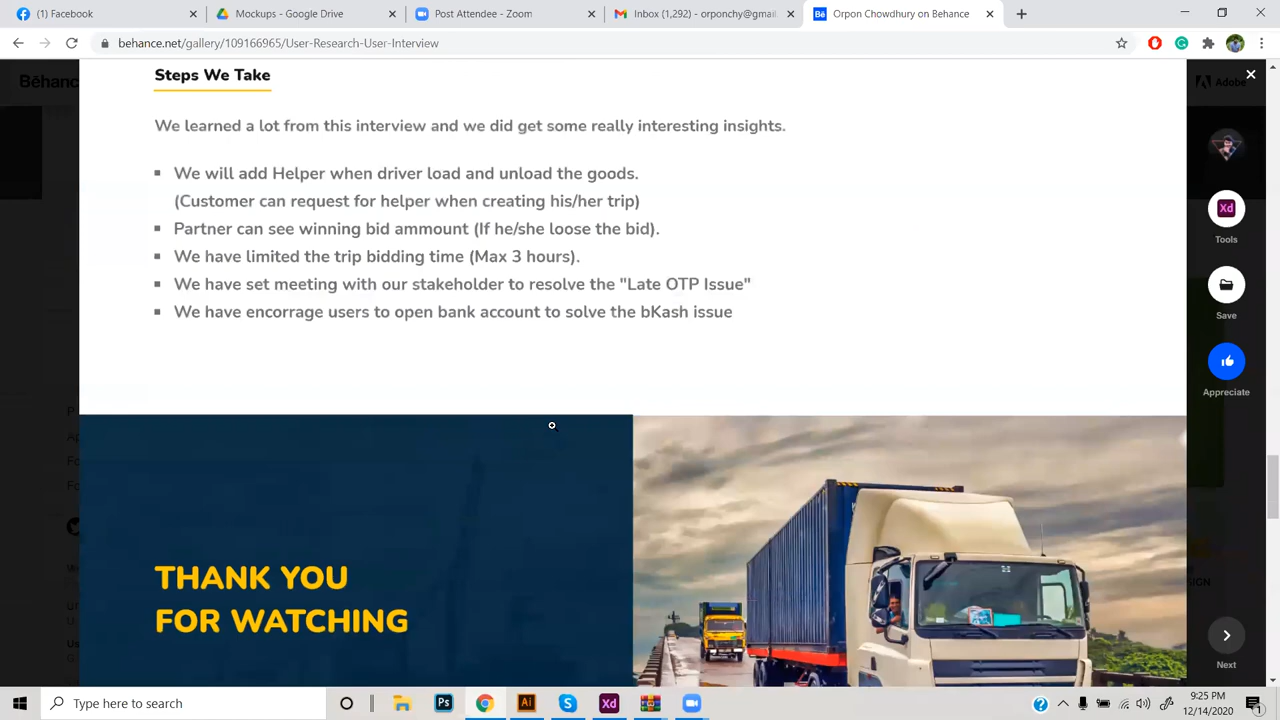 (1) Facebook
Mockups - Google Drive
Post Attendee - Zoom
Inbox (1,292) - orponchy@gmail
Orpon Chowdhury on Behance
behance.net/gallery/109166965/User-Research-User-Interview
Bēhanc
Adobe
Steps We Take
We learned a lot from this interview and we did get some really interesting insights.
We will add Helper when driver load and unload the goods.
(Customer can request for helper when creating his/her trip)
Partner can see winning bid ammount (If he/she loose the bid).
We have limited the trip bidding time (Max 3 hours).
We have set meeting with our stakeholder to resolve the "Late OTP Issue"
We have encorrage users to open bank account to solve the bKash issue
Xd
Tools
Save
Appreciate
THANK YOU
FOR WATCHING
Next
Type here to search
Ps
Ai
Xd
9:25 PM
12/14/2020